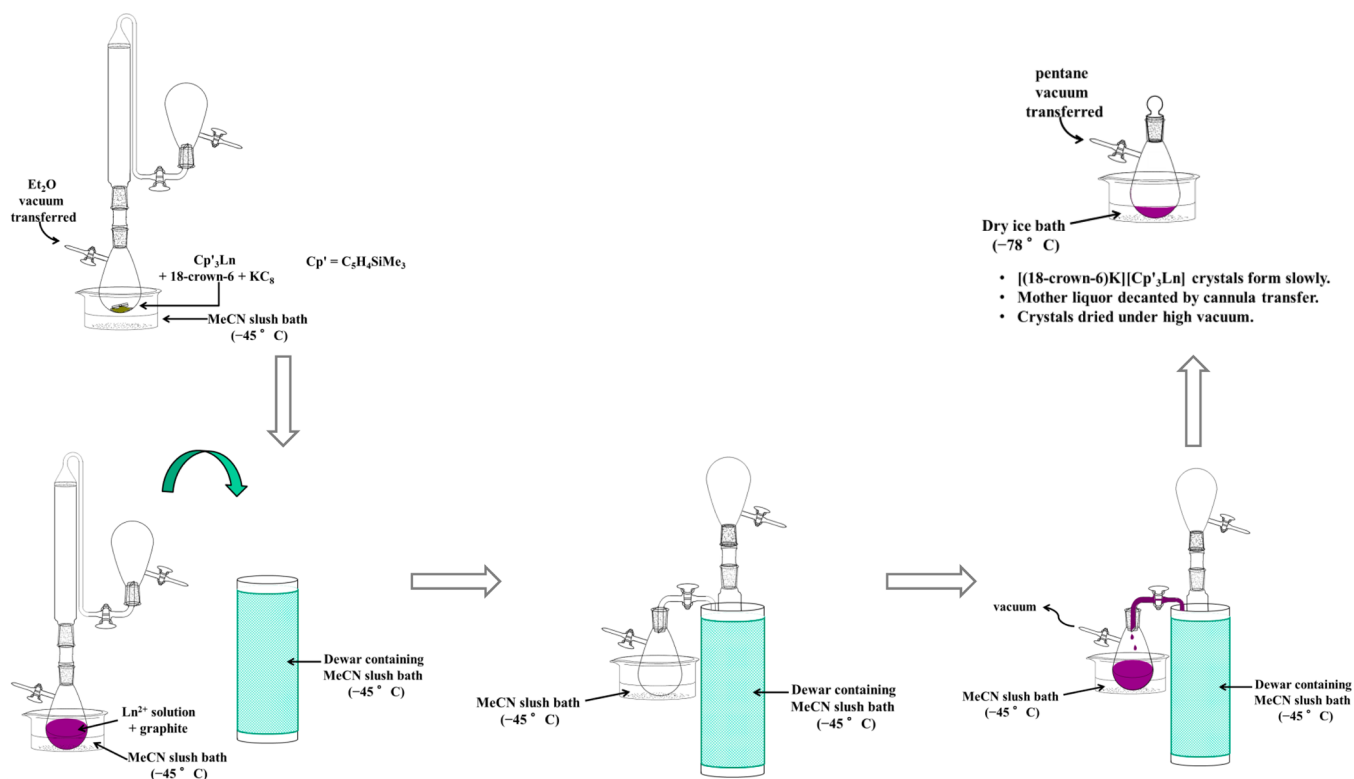 Et₂O
vacuum
transferred
Cp'₃Ln
+ 18-crown-6 + KC₈
Cp' = C₅H₄SiMe₃
MeCN slush bath
(−45 ° C)
Ln²⁺ solution
+ graphite
MeCN slush bath
(−45 ° C)
Dewar containing
MeCN slush bath
(−45 ° C)
MeCN slush bath
(−45 ° C)
Dewar containing
MeCN slush bath
(−45 ° C)
vacuum
MeCN slush bath
(−45 ° C)
Dewar containing
MeCN slush bath
(−45 ° C)
pentane
vacuum
transferred
Dry ice bath
(−78 ° C)
• [(18-crown-6)K][Cp'₃Ln] crystals form slowly.
• Mother liquor decanted by cannula transfer.
• Crystals dried under high vacuum.